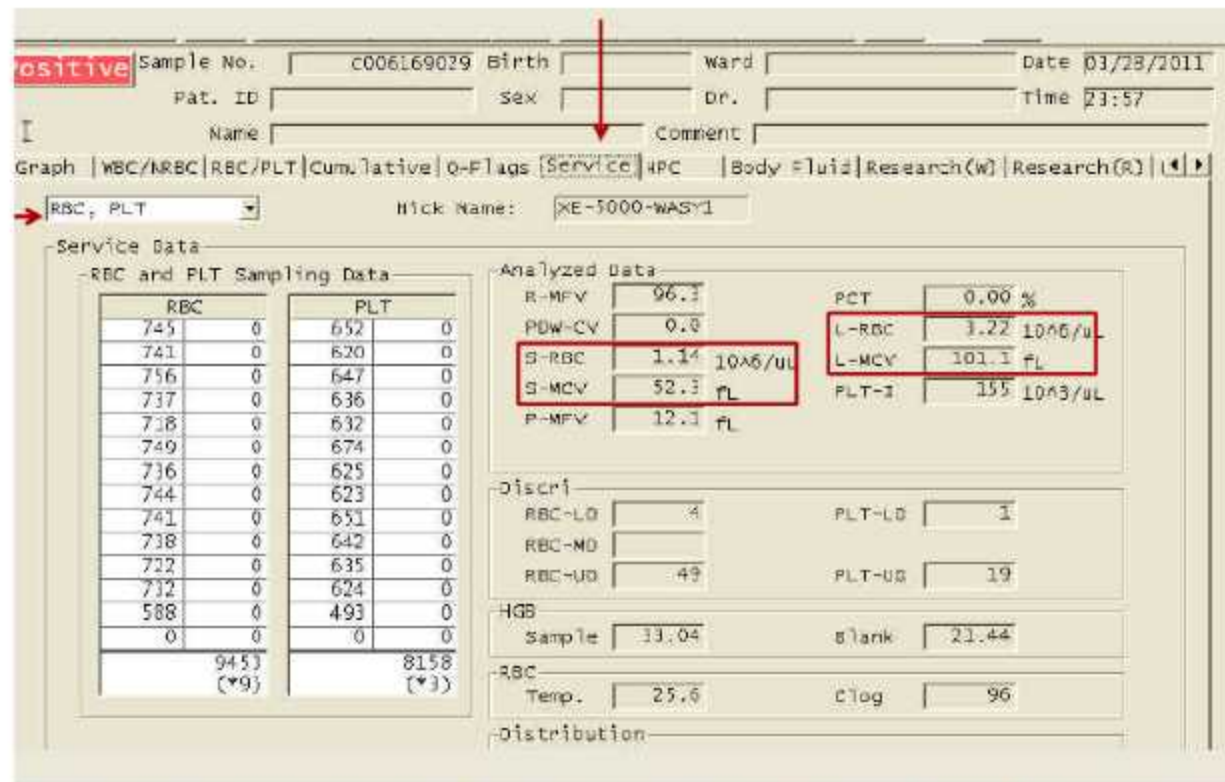 Positive Sample No. C006169029 Birth Ward Date 03/28/2011
Pat. ID Sex Dr. Time 23:57
Name Comment
Graph WBC/NRBC RBC/PLT Cumulative Q-Flags Service HPC Body Fluid Research(W) Research(R)
RBC, PLT Nick Name: XE-5000-WASY1
Service Data
RBC and PLT Sampling Data
RBC PLT
745 0 652 0
741 0 620 0
756 0 647 0
737 0 636 0
718 0 632 0
749 0 674 0
736 0 625 0
744 0 623 0
741 0 651 0
738 0 642 0
722 0 635 0
732 0 624 0
588 0 493 0
0 0 0 0
9453 8158
(*9) (*3)
Analyzed Data
R-MFV 96.3 PCT 0.00 %
PDW-CV 0.0 L-RBC 3.22 10^6/uL
S-RBC 1.14 10^6/uL L-MCV 101.1 fL
S-MCV 52.3 fL PLT-I 155 10^3/uL
P-MFV 12.1 fL
Discri
RBC-LD 4 PLT-LD 1
RBC-MD
RBC-UD 49 PLT-UD 19
HGB
Sample 33.04 Blank 21.44
RBC
Temp. 25.6 Clog 96
Distribution